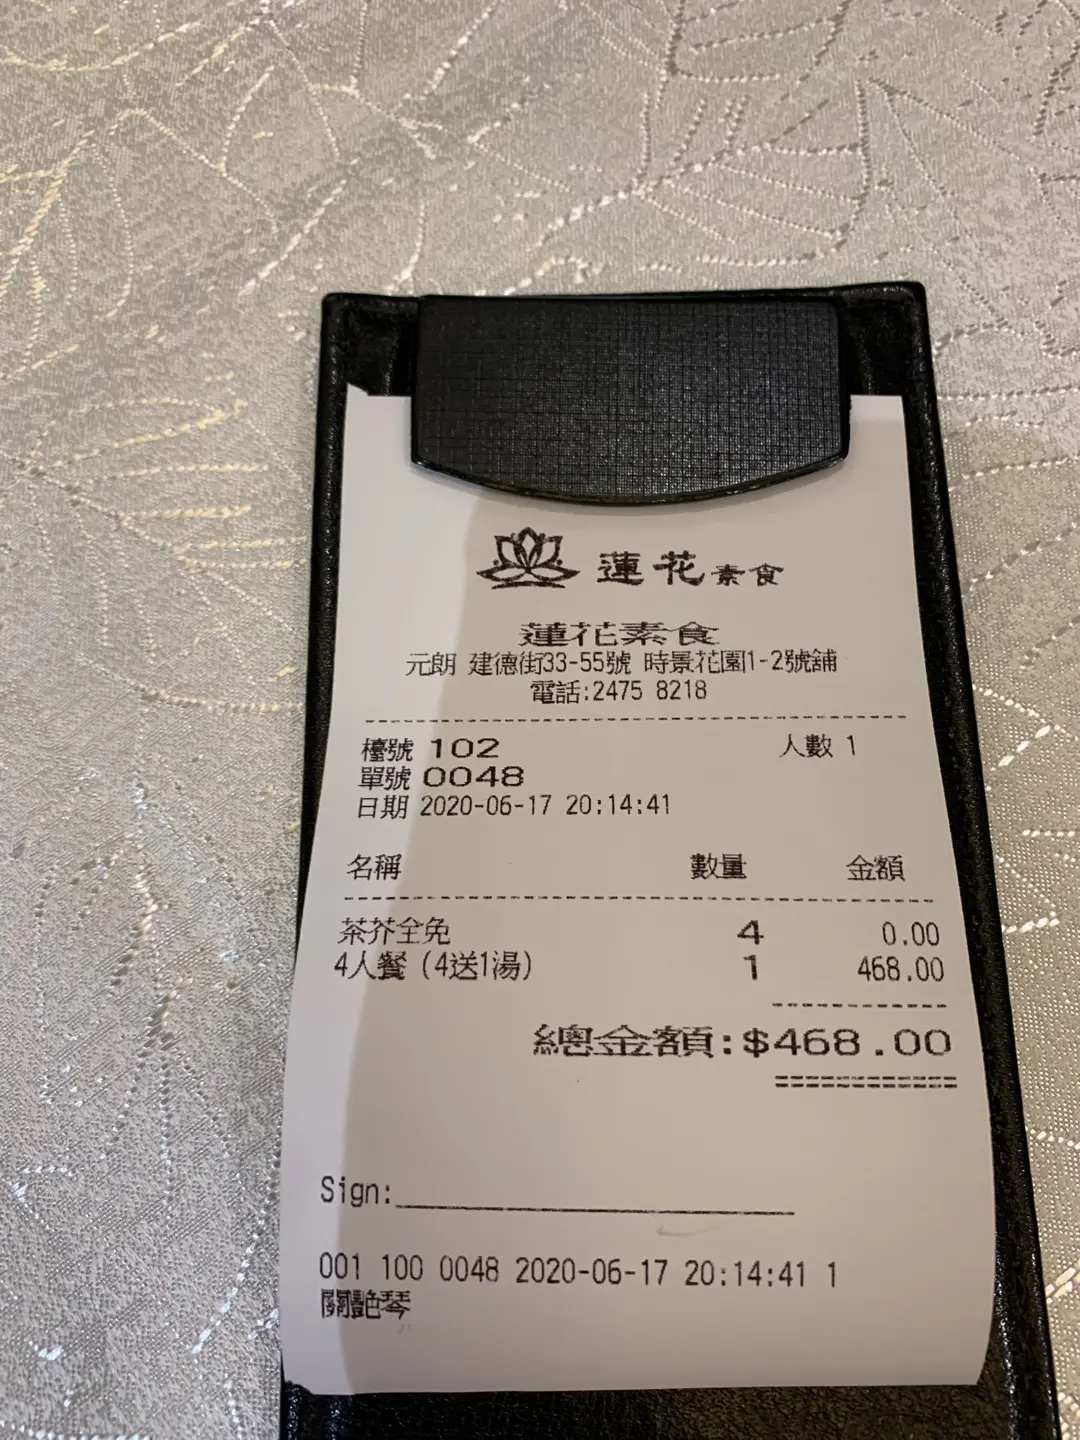 蓮花素食
蓮花素食
元朗 建德街33-55號 時景花園1-2號舖
電話:2475 8218
檯號 102 人數 1
單號 0048
日期 2020-06-17 20:14:41
名稱 數量 金額
茶芥全免 4 0.00
4人餐 (4送1湯) 1 468.00
總金額:$468.00
Sign:
001 100 0048 2020-06-17 20:14:41 1
關艷琴